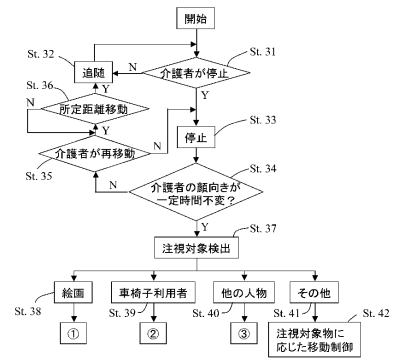 開始
St. 32
St. 31
追随
N
介護者が停止
St. 36
Y
Y
N
所定距離移動
St. 33
Y
N
停止
介護者が再移動
St. 34
St. 35
N
介護者の顔向きが
一定時間不変？
Y
St. 37
注視対象検出
絵画
車椅子利用者
他の人物
その他
St. 38
St. 39
St. 40
St. 41
St. 42
①
②
③
注視対象物に
応じた移動制御